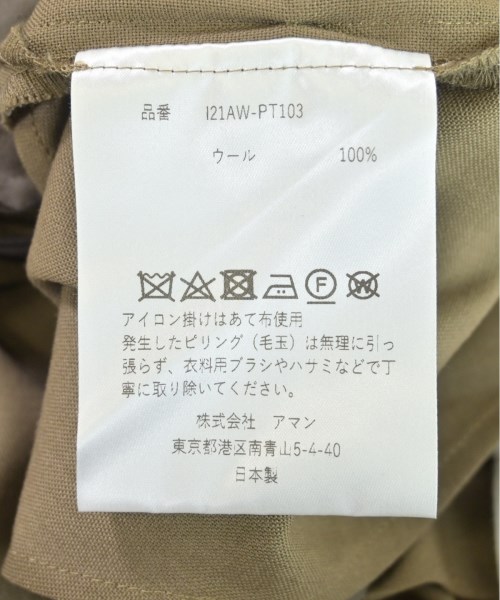 品番 I21AW-PT103
ウール 100%
F W
アイロン掛けはあて布使用
発生したピリング（毛玉）は無理に引っ
張らず、衣料用ブラシやハサミなどで丁
寧に取り除いてください。
株式会社 アマン
東京都港区南青山5-4-40
日本製